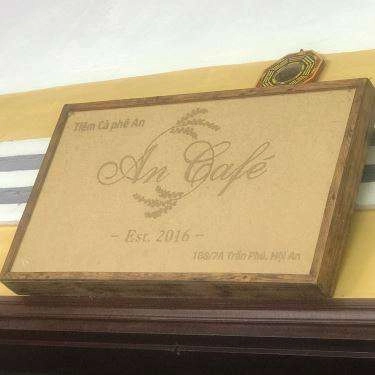 Tiệm Cà phê An
An Café
- Est. 2016 -
108/7A Trần Phú, Hội An